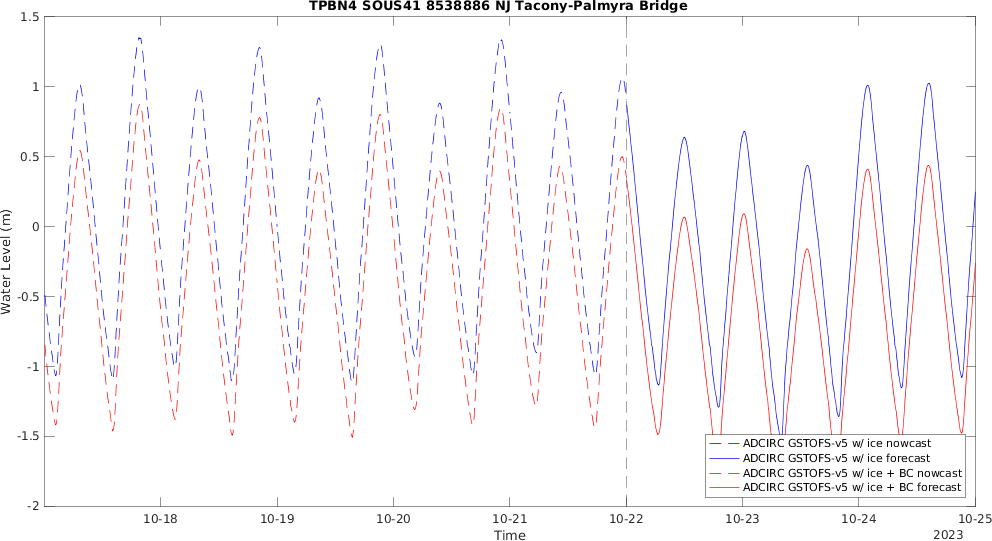 TPBN4 SOUS41 8538886 NJ Tacony-Palmyra Bridge
1.5
1
0.5
0
-0.5
-1
-1.5
-2
Water Level (m)
10-18
10-19
10-20
10-21
10-22
10-23
10-24
10-25
Time
2023
ADCIRC GSTOFS-v5 w/ ice nowcast
ADCIRC GSTOFS-v5 w/ ice forecast
ADCIRC GSTOFS-v5 w/ ice + BC nowcast
ADCIRC GSTOFS-v5 w/ ice + BC forecast